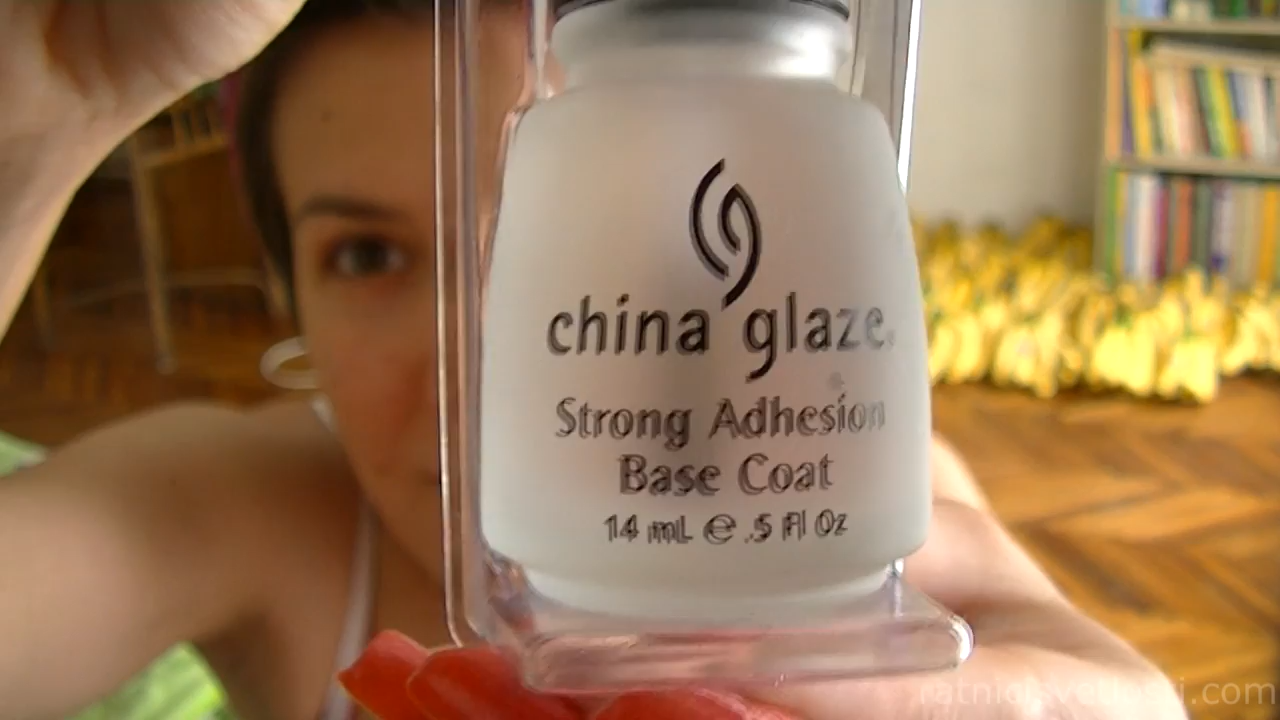 china glaze®
Strong Adhesion
Base Coat
14 mL ℮ .5 Fl Oz